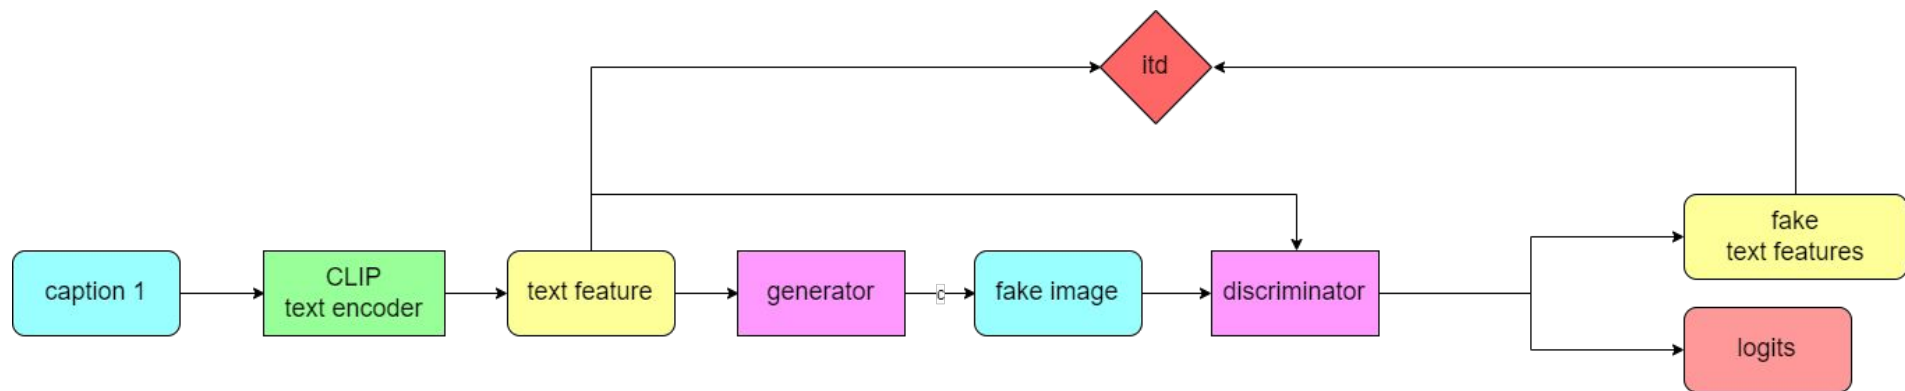 itd
caption 1
CLIP
text encoder
text feature
generator
c
fake image
discriminator
fake
text features
logits